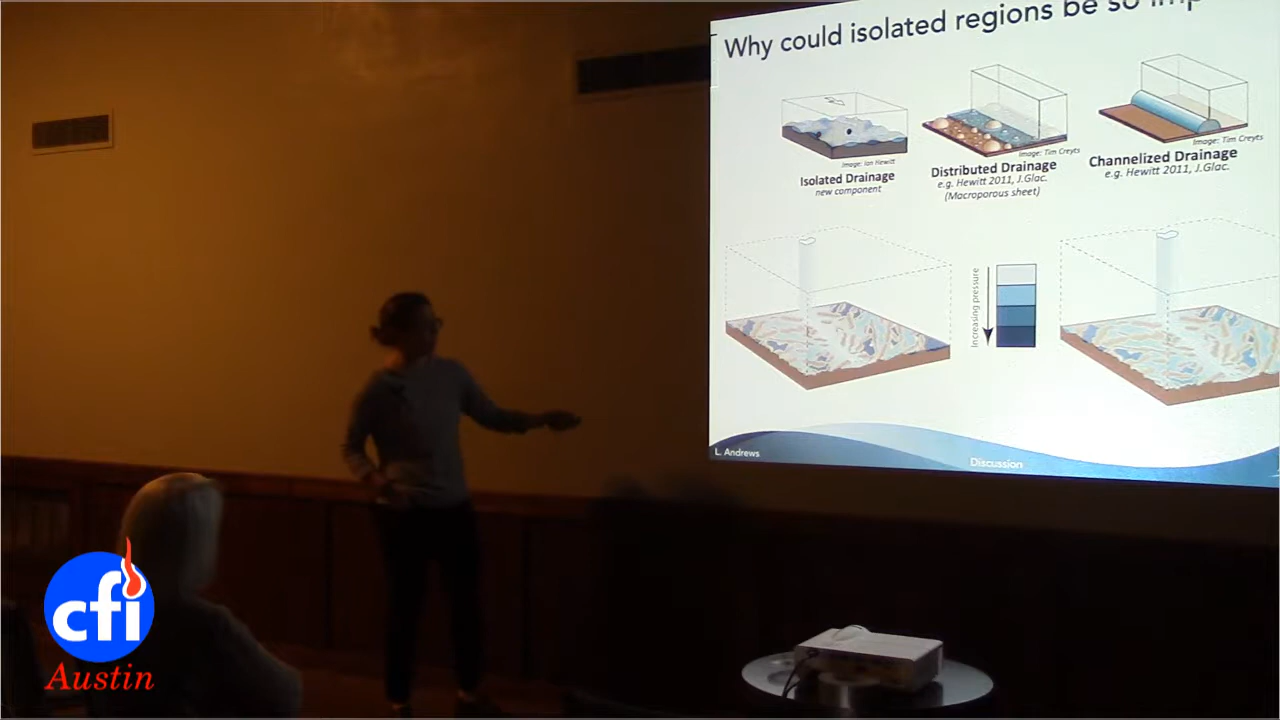 Why could isolated regions be so imp
Image: Ian Hewitt
Isolated Drainage
new component
Image: Tim Creyts
Distributed Drainage
e.g. Hewitt 2011, J.Glac.
(Macroporous sheet)
Image: Tim Creyts
Channelized Drainage
e.g. Hewitt 2011, J.Glac.
Increasing pressure
L. Andrews
Discussion
cfi
Austin